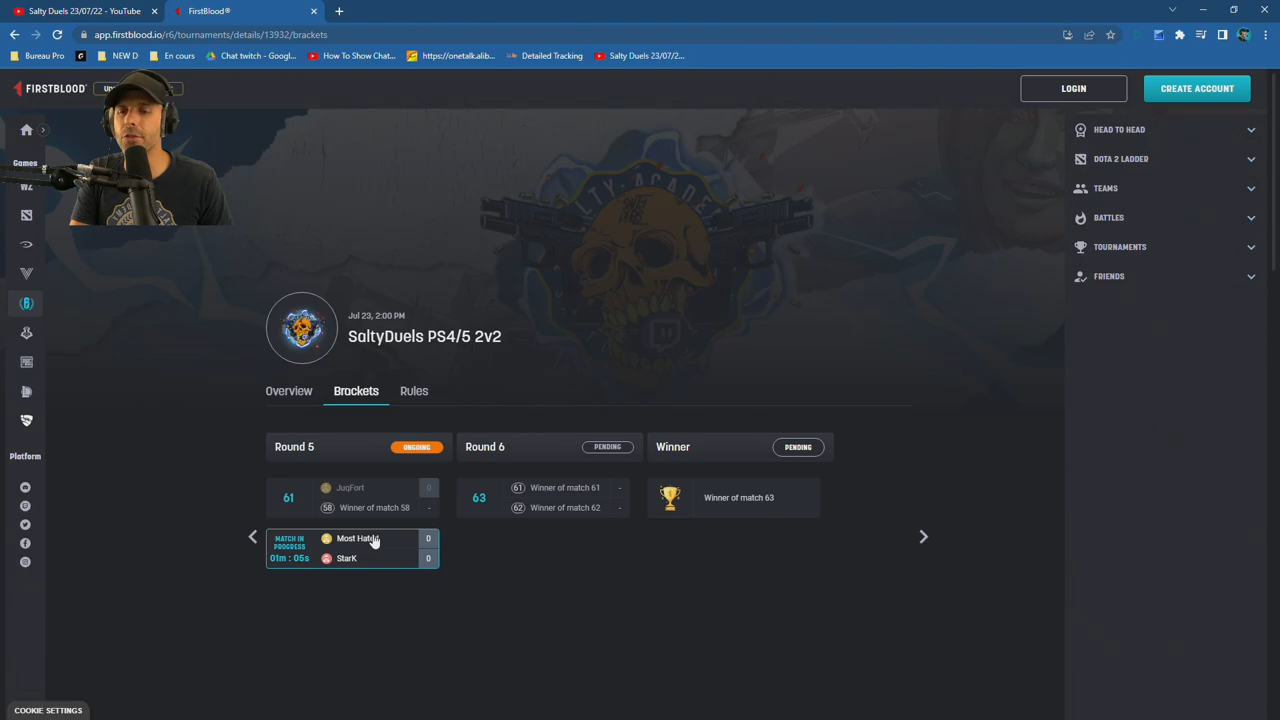 Salty Duels 23/07/22 - YouTube
FirstBlood®
app.firstblood.io/r6/tournaments/details/13932/brackets
Bureau Pro
NEW D
En cours
Chat twitch - Googl...
How To Show Chat...
https://onetalk.alib...
Detailed Tracking
Salty Duels 23/07/2...
FIRSTBLOOD
LOGIN
CREATE ACCOUNT
Games
WZ
Platform
HEAD TO HEAD
DOTA 2 LADDER
TEAMS
BATTLES
TOURNAMENTS
FRIENDS
Jul 23, 2:00 PM
SaltyDuels PS4/5 2v2
Overview
Brackets
Rules
Round 5
ONGOING
Round 6
PENDING
Winner
PENDING
61
JuqFort
0
58
Winner of match 58
-
63
61
Winner of match 61
-
62
Winner of match 62
-
Winner of match 63
MATCH IN
PROGRESS
01m : 05s
Most
0
StarK
0
COOKIE SETTINGS